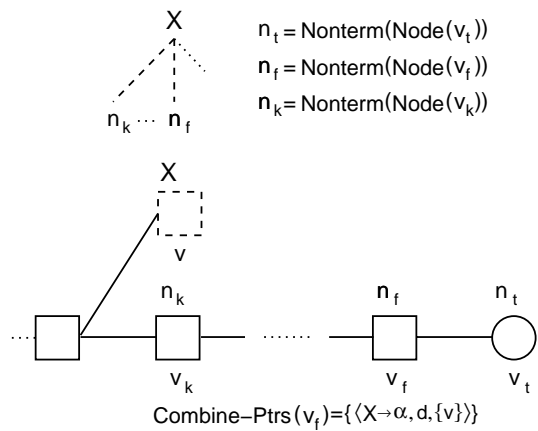 X
n_t = Nonterm(Node(v_t))
n_f = Nonterm(Node(v_f))
n_k = Nonterm(Node(v_k))
n_k ... n_f
X
v
n_k n_f n_t
v_k v_f v_t
Combine−Ptrs(v_f)={⟨X→α, d, {v}⟩}